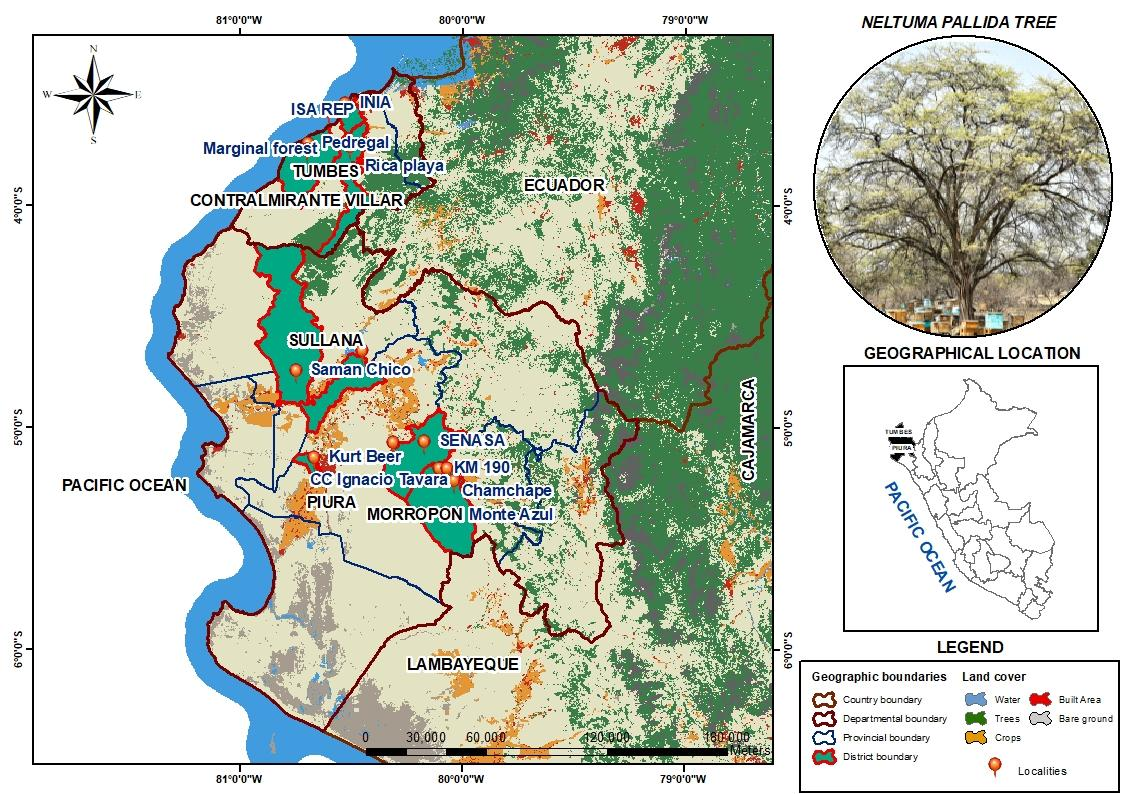 81°0'0"W 80°0'0"W 79°0'0"W
NELTUMA PALLIDA TREE
N
W E
S
ISA REP INIA
Marginal forest Pedregal
TUMBES Rica playa
ECUADOR
CONTRALMIRANTE VILLAR
4°0'0"S 4°0'0"S
SULLANA
Saman Chico
GEOGRAPHICAL LOCATION
CAJAMARCA
5°0'0"S 5°0'0"S
SENASA
Kurt Beer KM 190
CC Ignacio Tavara
Chamchape
PACIFIC OCEAN
PIURA
MORROPON Monte Azul
TUMBES
PIURA
PACIFIC OCEAN
6°0'0"S 6°0'0"S
LAMBAYEQUE
0 30,000 60,000 120,000 180,000
Meters
81°0'0"W 80°0'0"W 79°0'0"W
LEGEND
Geographic boundaries
Country boundary
Departmental boundary
Provincial boundary
District boundary
Land cover
Water Built Area
Trees Bare ground
Crops
Localities